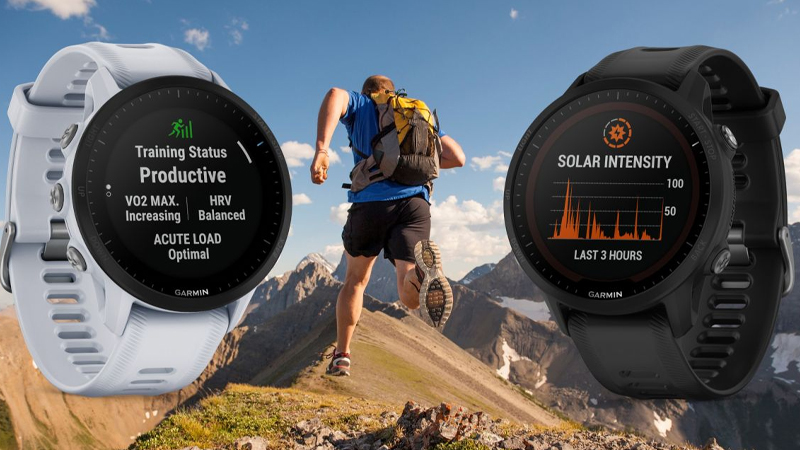 Training Status
Productive
VO2 MAX. HRV
Increasing Balanced
ACUTE LOAD
Optimal
GARMIN
SOLAR INTENSITY
100
50
LAST 3 HOURS
GARMIN